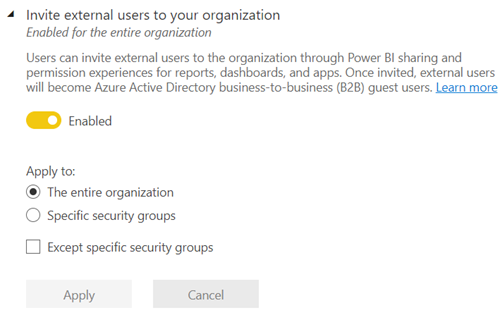 Invite external users to your organization
Enabled for the entire organization
Users can invite external users to the organization through Power BI sharing and
permission experiences for reports, dashboards, and apps. Once invited, external users
will become Azure Active Directory business-to-business (B2B) guest users. Learn more
Enabled
Apply to:
The entire organization
Specific security groups
Except specific security groups
Apply
Cancel